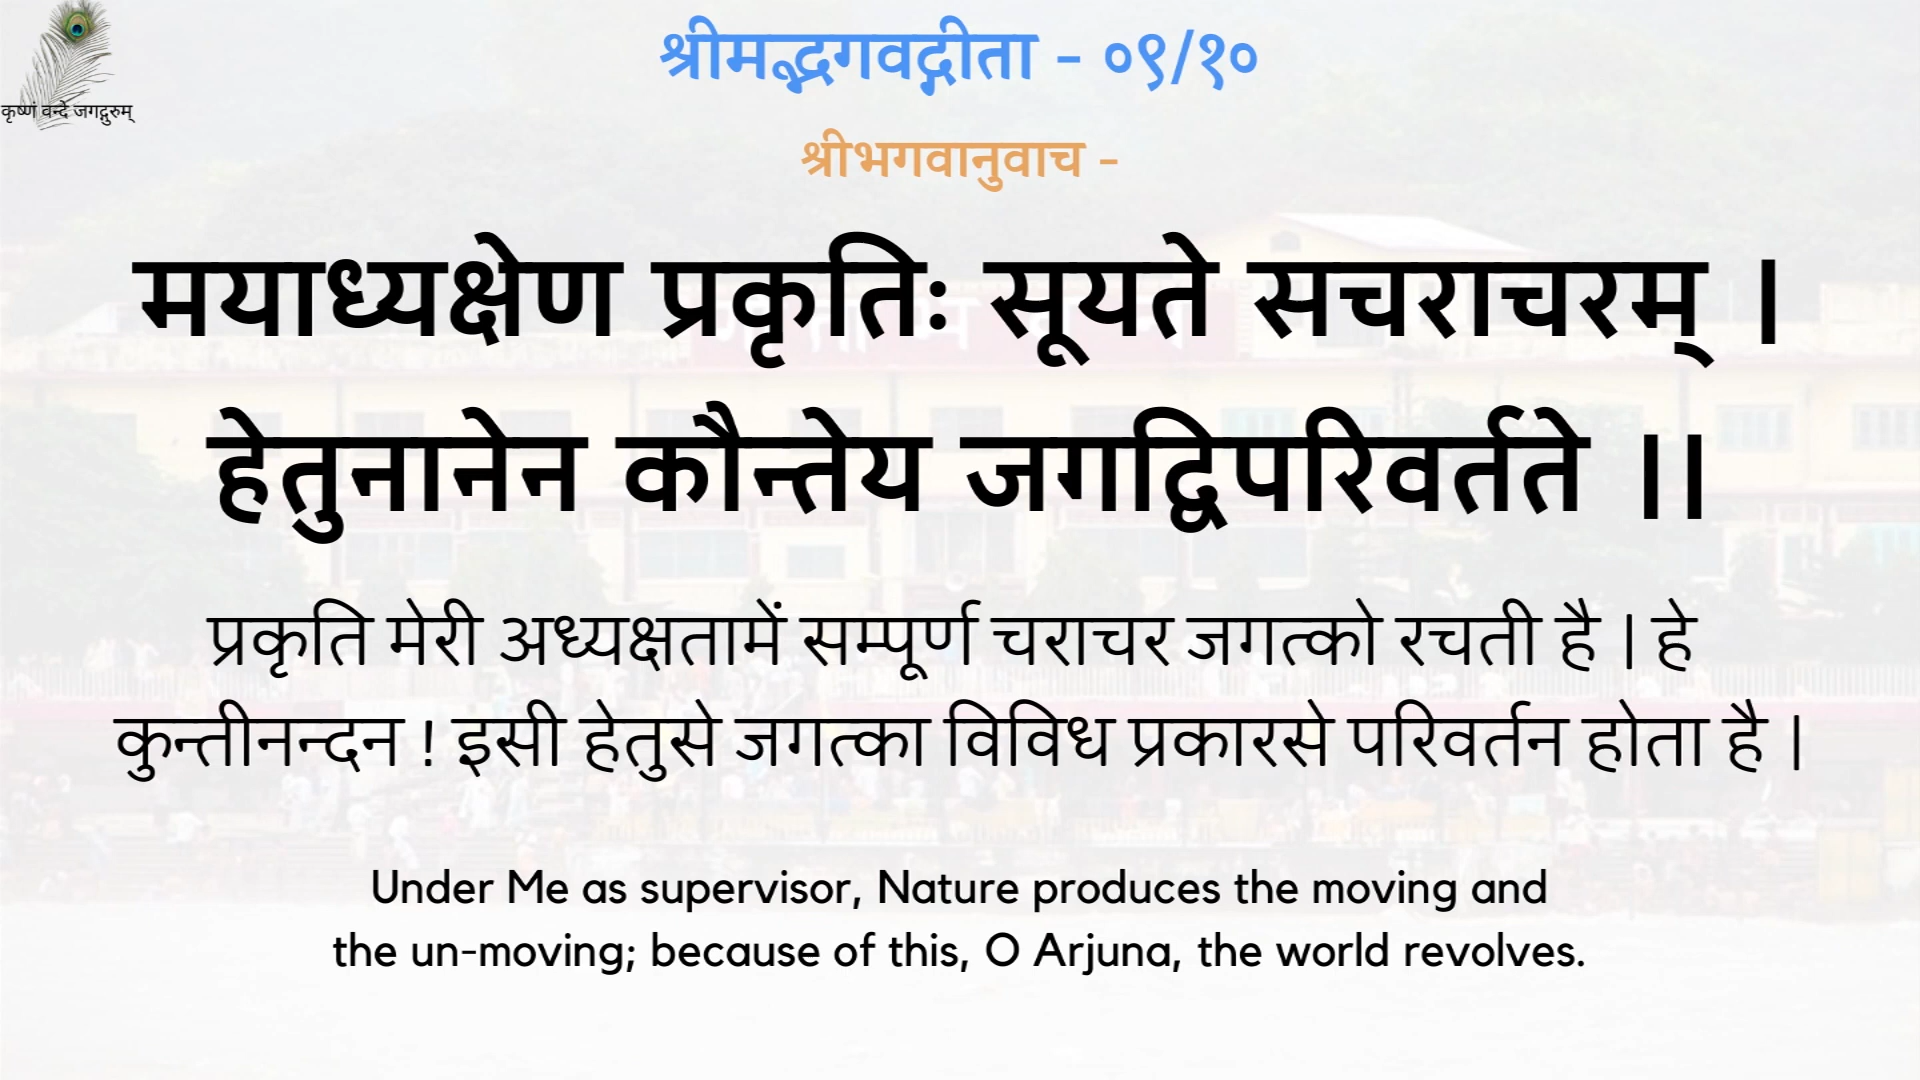 कृष्णं वन्दे जगद्गुरुम्
श्रीमद्भगवद्गीता - ०९/१०
श्रीभगवानुवाच -
मयाध्यक्षेण प्रकृतिः सूयते सचराचरम् ।
हेतुनानेन कौन्तेय जगद्विपरिवर्तते ।।
प्रकृति मेरी अध्यक्षतामें सम्पूर्ण चराचर जगत्को रचती है | हे
कुन्तीनन्दन ! इसी हेतुसे जगत्का विविध प्रकारसे परिवर्तन होता है |
Under Me as supervisor, Nature produces the moving and
the un-moving; because of this, O Arjuna, the world revolves.